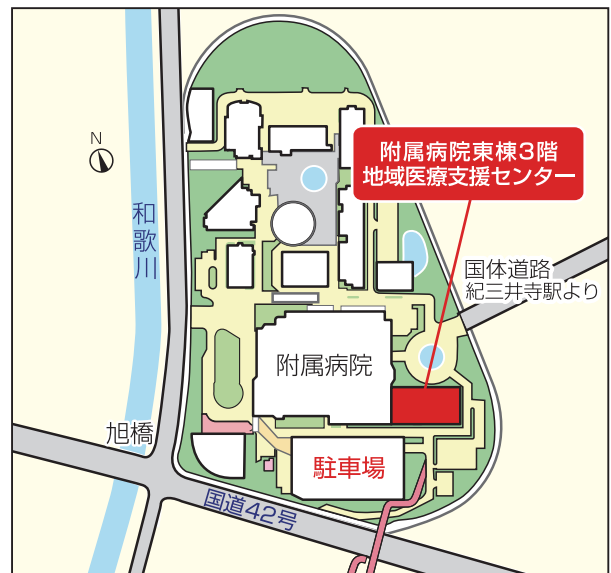 N
附属病院東棟3階
地域医療支援センター
和歌川
国体道路
紀三井寺駅より
附属病院
旭橋
駐車場
国道42号